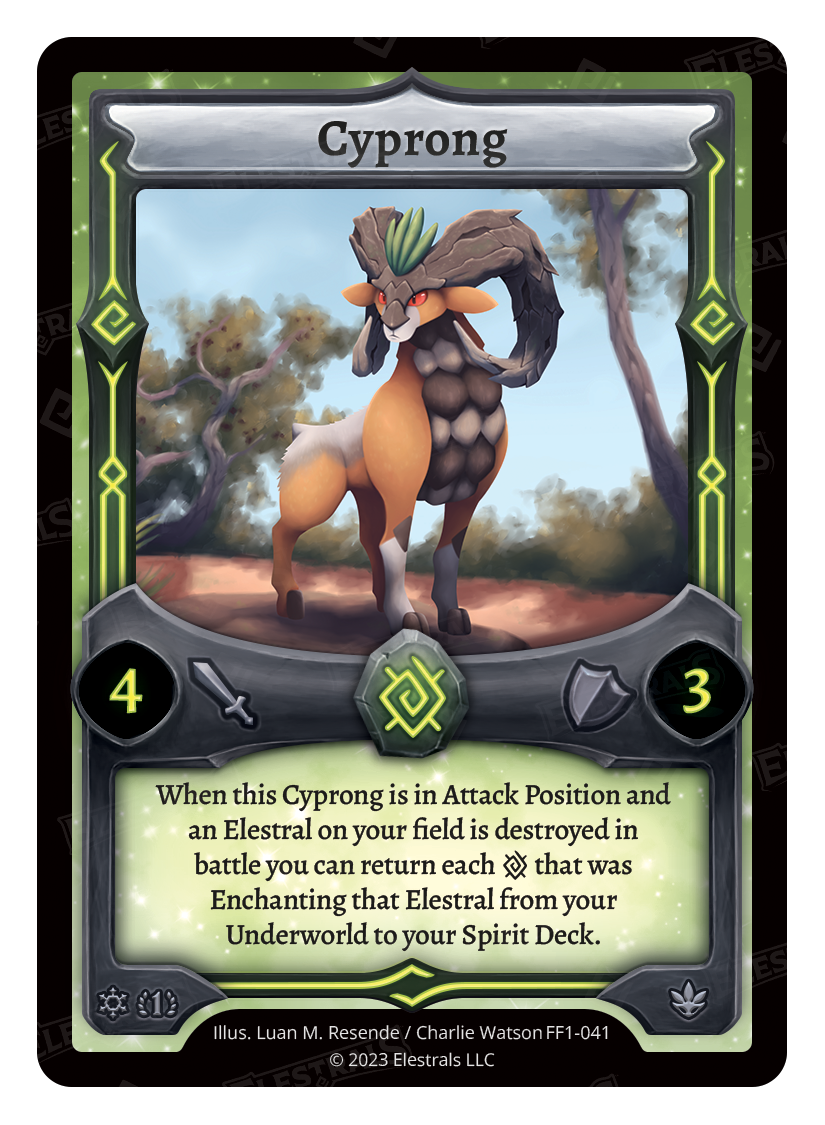 Cyprong
4
3
When this Cyprong is in Attack Position and
an Elestral on your field is destroyed in
battle you can return each that was
Enchanting that Elestral from your
Underworld to your Spirit Deck.
1
Illus. Luan M. Resende / Charlie Watson FF1-041
© 2023 Elestrals LLC